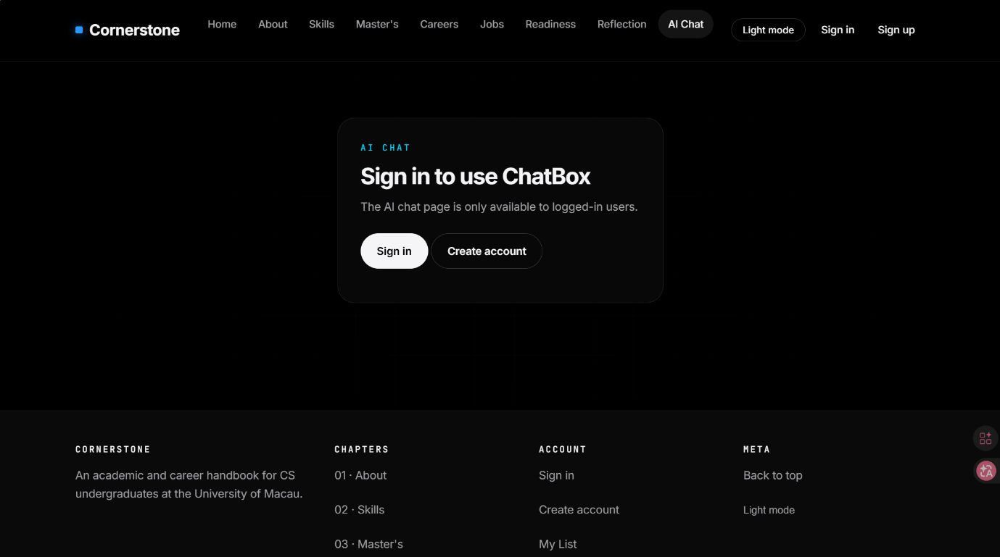 Cornerstone
Home About Skills Master's Careers Jobs Readiness Reflection AI Chat
Light mode Sign in Sign up
AI CHAT
Sign in to use ChatBox
The AI chat page is only available to logged-in users.
Sign in Create account
CORNERSTONE
An academic and career handbook for CS
undergraduates at the University of Macau.
CHAPTERS
01 · About
02 · Skills
03 · Master's
ACCOUNT
Sign in
Create account
My List
META
Back to top
Light mode